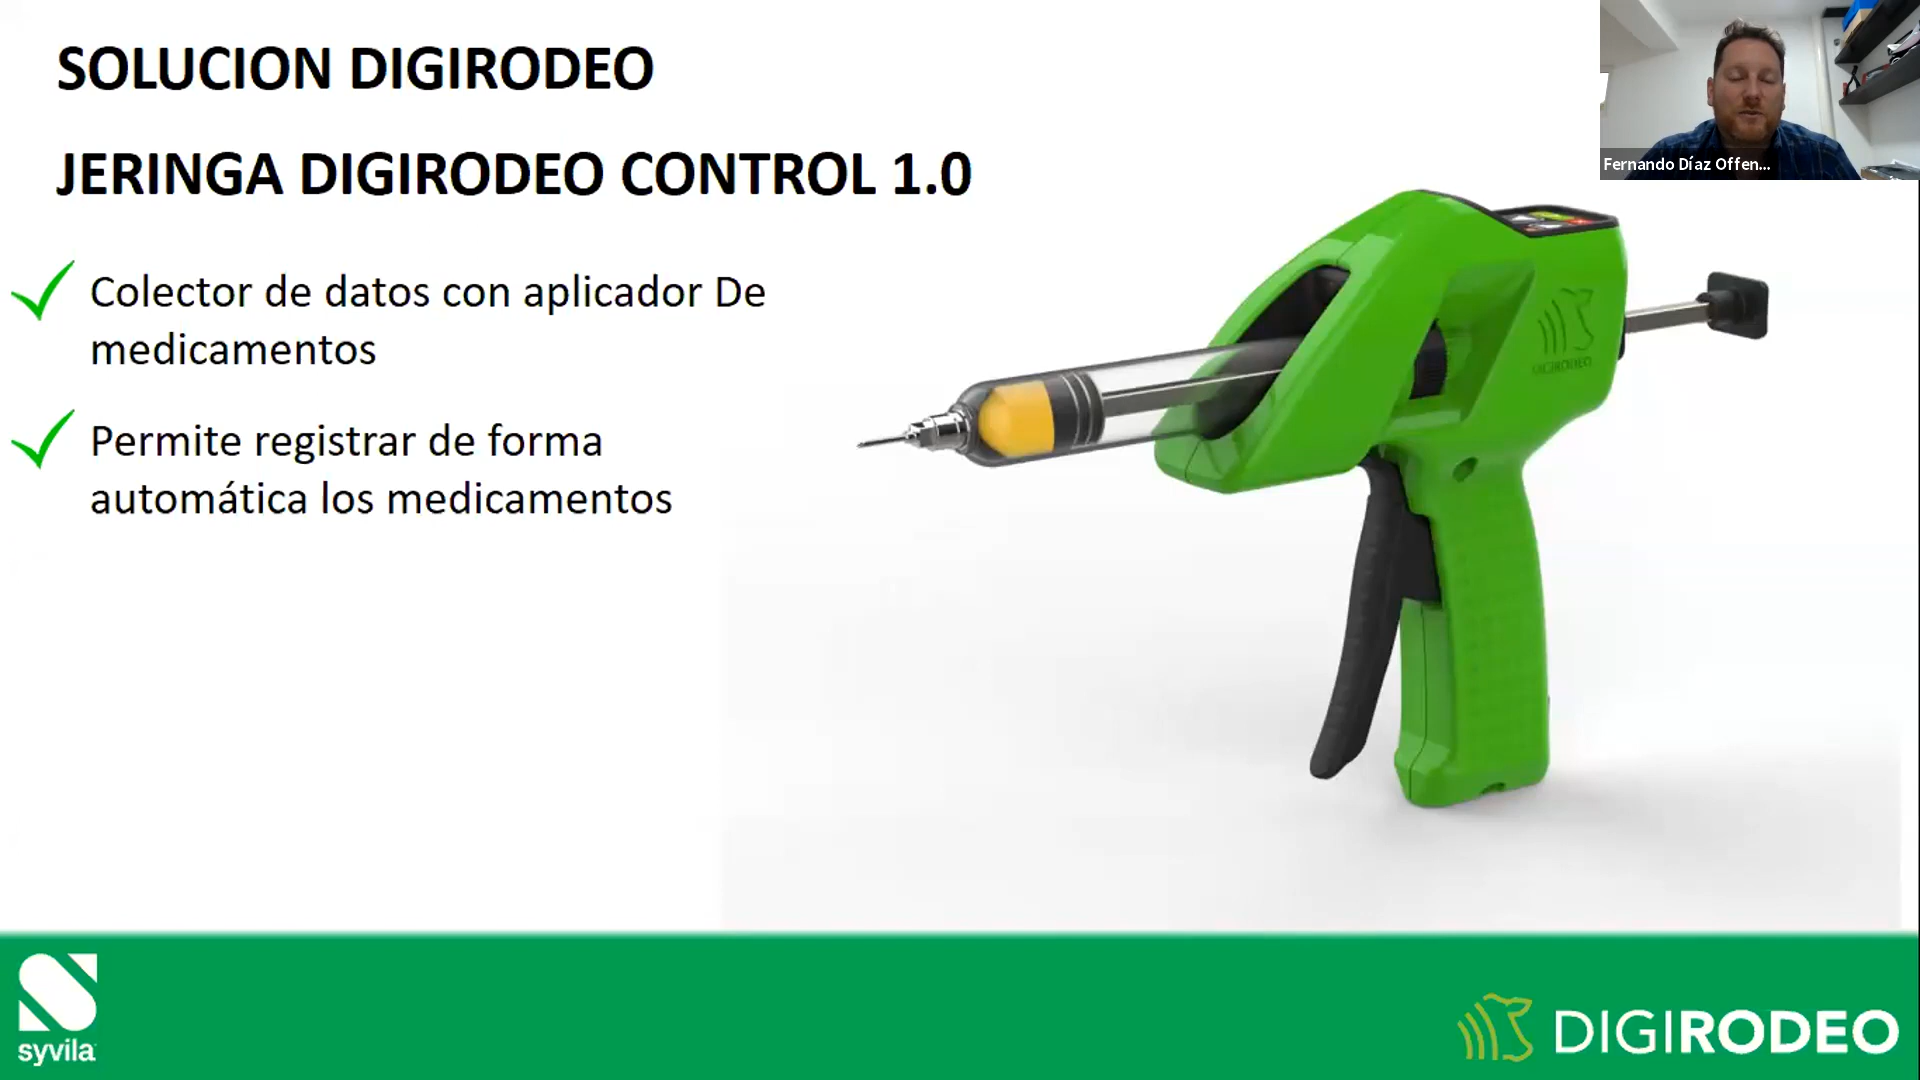 SOLUCION DIGIRODEO
JERINGA DIGIRODEO CONTROL 1.0
Colector de datos con aplicador De
medicamentos
Permite registrar de forma
automática los medicamentos
Fernando Díaz Offen...
DIGIRODEO
syvila
DIGIRODEO